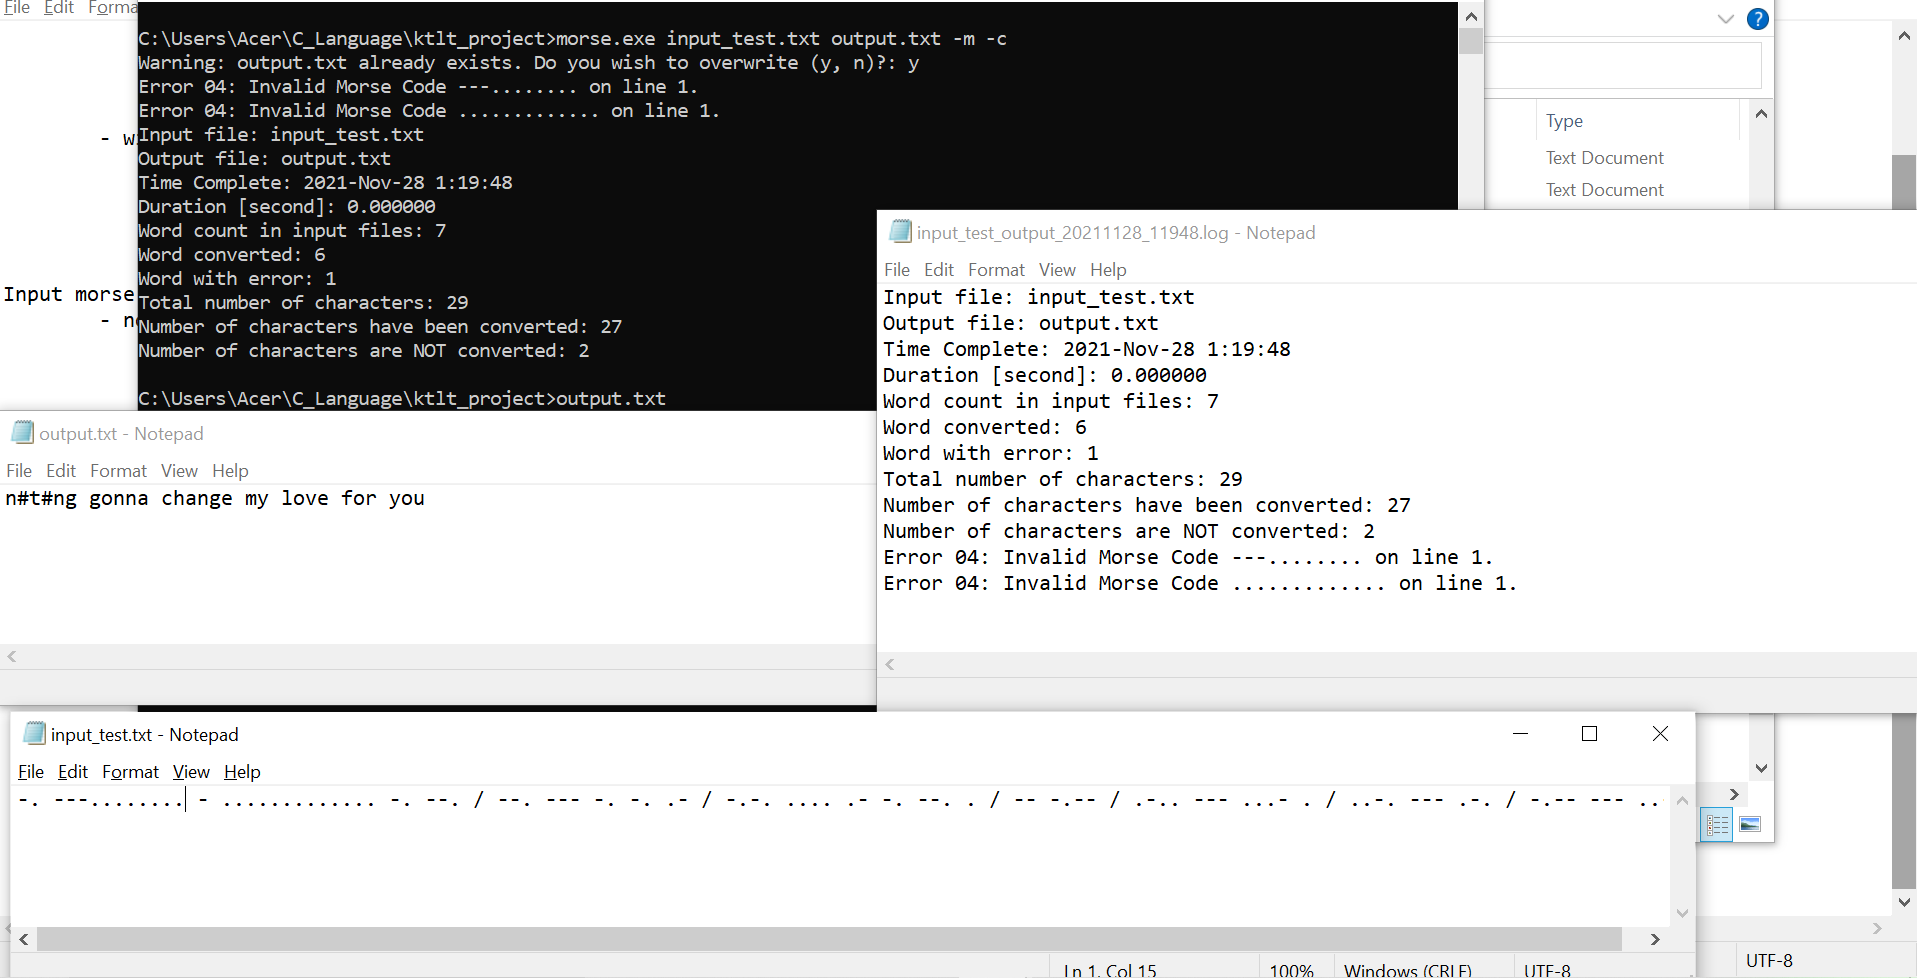 File Edit Forma
- w
Input morse
- n
C:\Users\Acer\C_Language\ktlt_project>morse.exe input_test.txt output.txt -m -c
Warning: output.txt already exists. Do you wish to overwrite (y, n)?: y
Error 04: Invalid Morse Code ---........ on line 1.
Error 04: Invalid Morse Code ............. on line 1.
Input file: input_test.txt
Output file: output.txt
Time Complete: 2021-Nov-28 1:19:48
Duration [second]: 0.000000
Word count in input files: 7
Word converted: 6
Word with error: 1
Total number of characters: 29
Number of characters have been converted: 27
Number of characters are NOT converted: 2
C:\Users\Acer\C_Language\ktlt_project>output.txt
?
Type
Text Document
Text Document
input_test_output_20211128_11948.log - Notepad
File Edit Format View Help
Input file: input_test.txt
Output file: output.txt
Time Complete: 2021-Nov-28 1:19:48
Duration [second]: 0.000000
Word count in input files: 7
Word converted: 6
Word with error: 1
Total number of characters: 29
Number of characters have been converted: 27
Number of characters are NOT converted: 2
Error 04: Invalid Morse Code ---........ on line 1.
Error 04: Invalid Morse Code ............. on line 1.
output.txt - Notepad
File Edit Format View Help
n#t#ng gonna change my love for you
input_test.txt - Notepad
File Edit Format View Help
-. ---........ - ............. -. --. / --. --- -. -. .- / -.-. .... .- -. --. . / -- -.-- / .-.. --- ...- . / ..-. --- .-. / -.-- --- ..
Ln 1, Col 15 100% Windows (CRLF) UTF-8
UTF-8